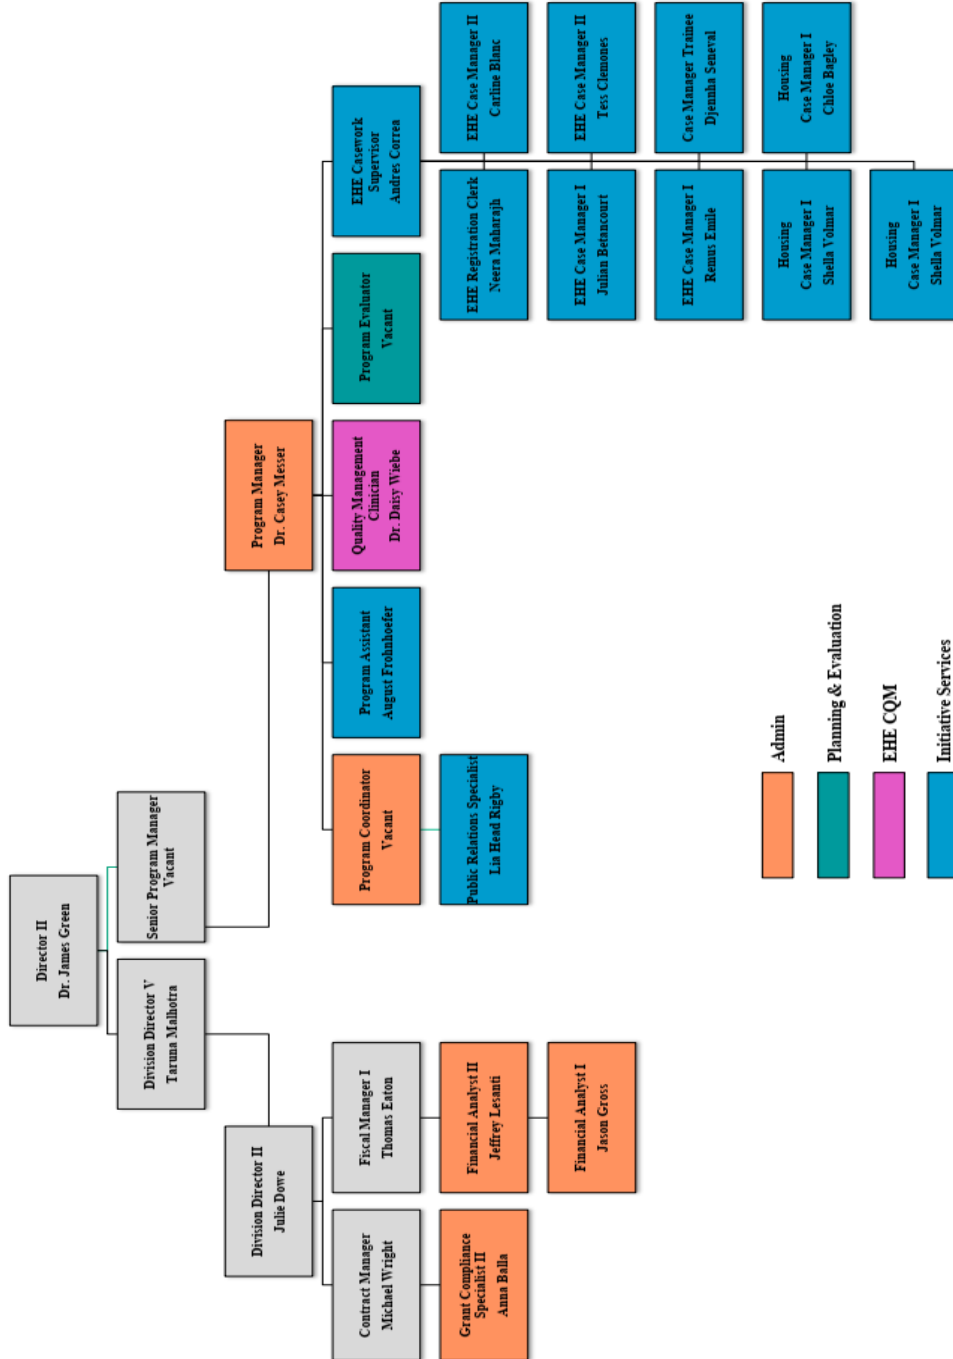 Director II
Dr. James Green
Division Director V
Taruna Malhotra
Senior Program Manager
Vacant
Division Director II
Julie Dowe
Program Manager
Dr. Casey Messer
Contract Manager
Michael Wright
Fiscal Manager I
Thomas Eaton
Program Coordinator
Vacant
Program Assistant
August Frohnhoefer
Quality Management
Clinician
Dr. Daisy Wiebe
Program Evaluator
Vacant
EHE Casework
Supervisor
Andres Correa
Grant Compliance
Specialist II
Anna Balla
Financial Analyst II
Jeffrey Lesanti
Public Relations Specialist
Lia Head Rigby
EHE Registration Clerk
Neera Maharajh
EHE Case Manager II
Carline Blanc
Financial Analyst I
Jason Gross
EHE Case Manager I
Julian Betancourt
EHE Case Manager II
Tess Clemones
EHE Case Manager I
Remus Emile
Case Manager Trainee
Djennha Seneval
Housing
Case Manager I
Shella Volmar
Housing
Case Manager I
Chloe Bagley
Housing
Case Manager I
Shella Volmar
Admin
Planning & Evaluation
EHE CQM
Initiative Services